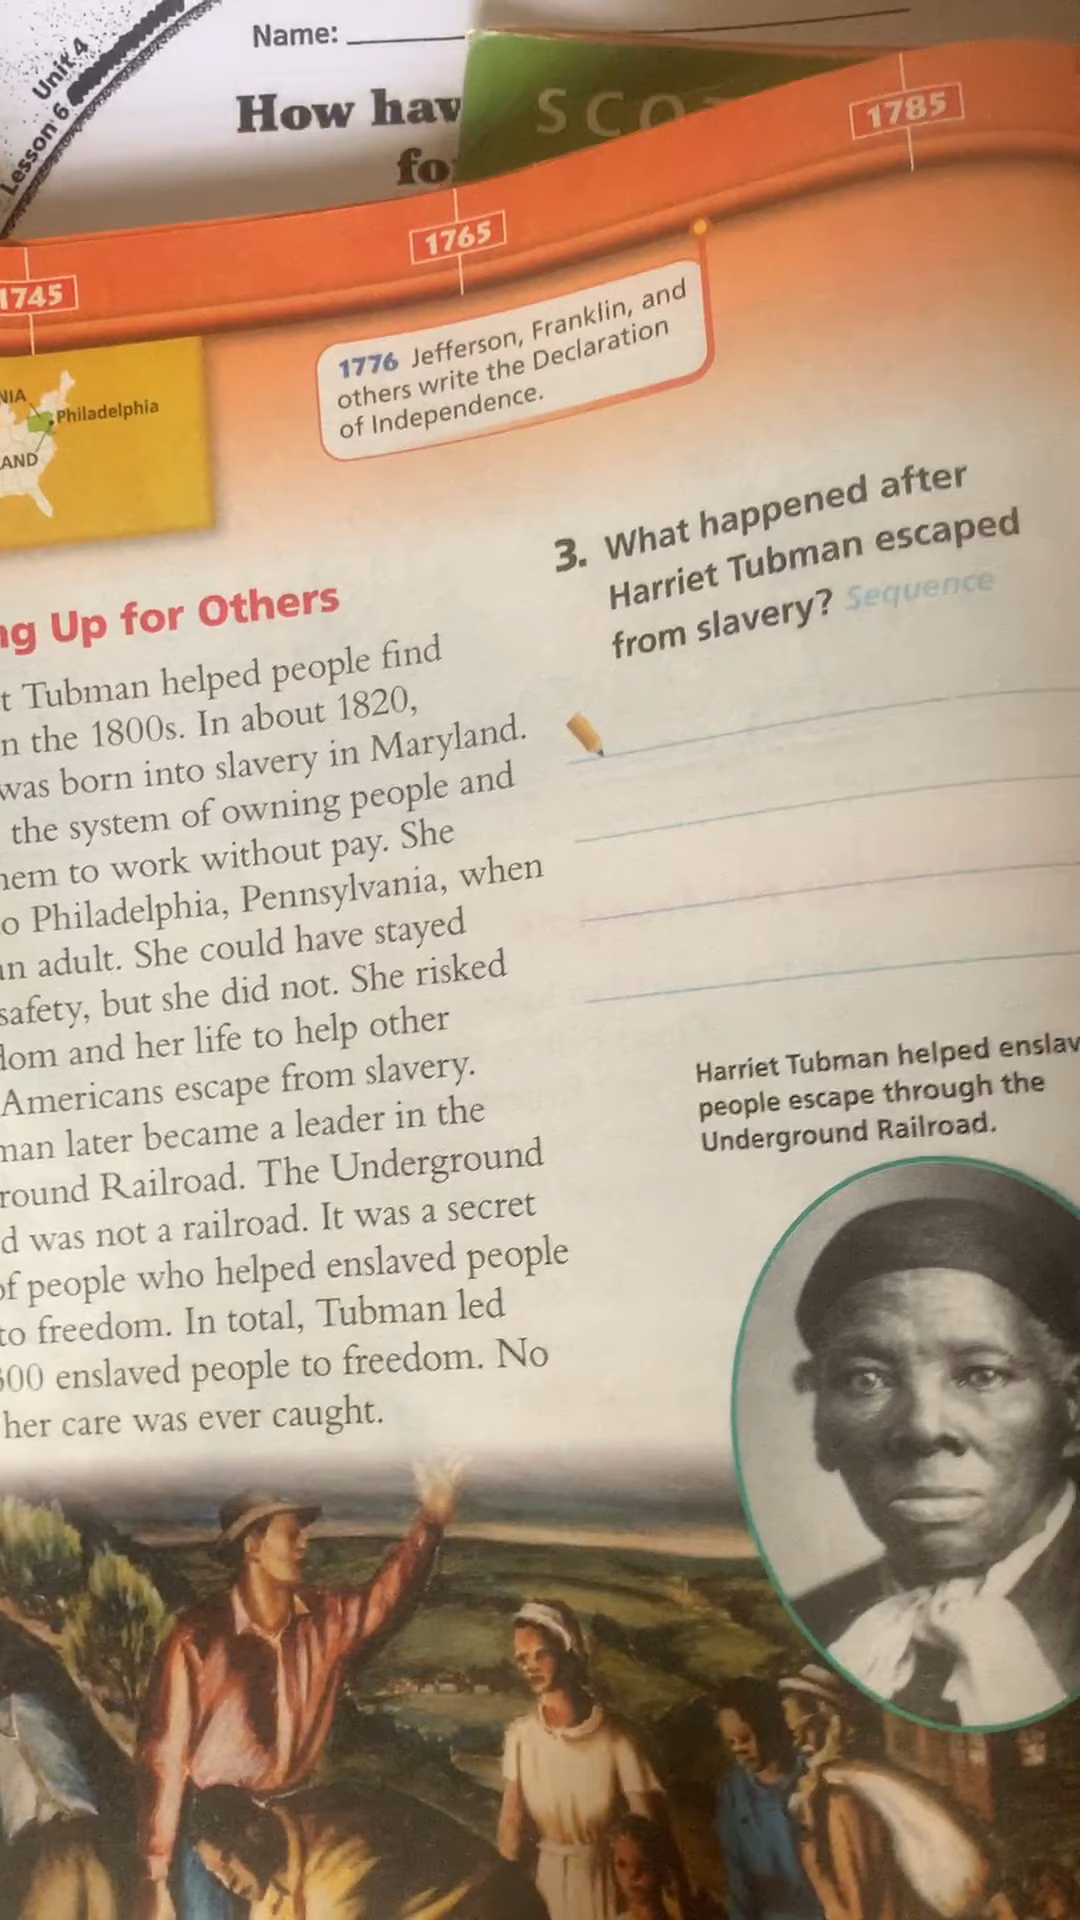 Unit 4
Lesson 6
Name:
How hav
fo
SCO
1745
1765
1785
1776 Jefferson, Franklin, and
others write the Declaration
of Independence.
NIA
Philadelphia
AND
ng Up for Others
t Tubman helped people find
n the 1800s. In about 1820,
was born into slavery in Maryland.
the system of owning people and
hem to work without pay. She
o Philadelphia, Pennsylvania, when
an adult. She could have stayed
safety, but she did not. She risked
dom and her life to help other
Americans escape from slavery.
man later became a leader in the
round Railroad. The Underground
d was not a railroad. It was a secret
of people who helped enslaved people
to freedom. In total, Tubman led
300 enslaved people to freedom. No
her care was ever caught.
3. What happened after
Harriet Tubman escaped
from slavery? Sequence
Harriet Tubman helped enslav
people escape through the
Underground Railroad.